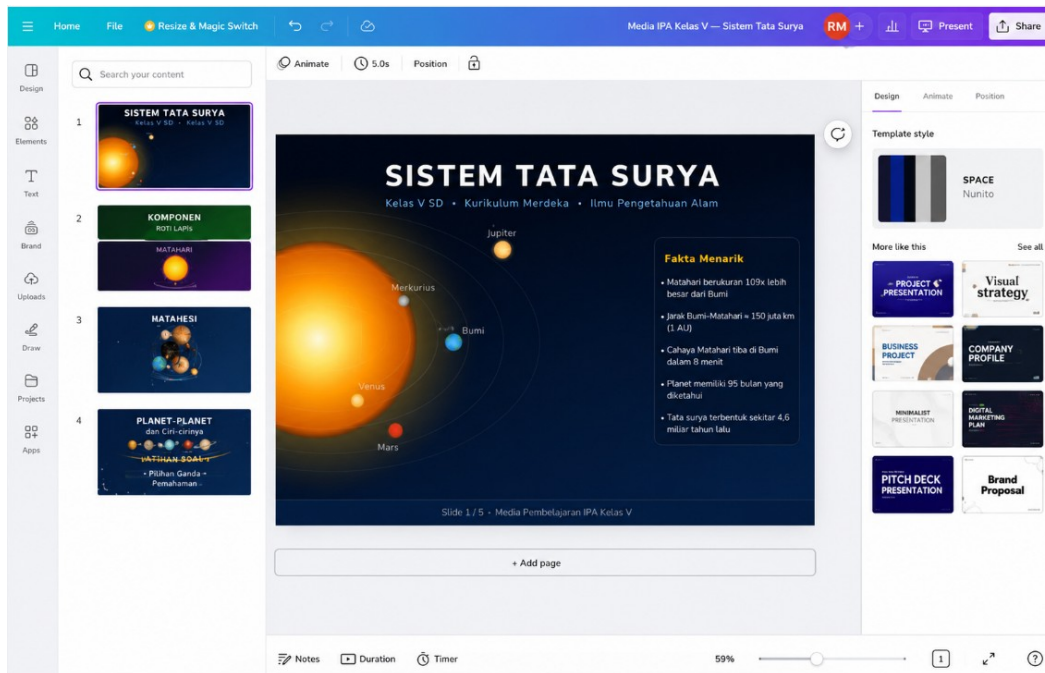 Home
File
Resize & Magic Switch
Media IPA Kelas V — Sistem Tata Surya
RM
+
Present
Share
Design
Elements
Text
Brand
Uploads
Draw
Projects
Apps
Search your content
1
SISTEM TATA SURYA
Kelas V SD • Kelas V SD
2
KOMPONEN
ROTI LAPIs
MATAHARI
3
MATAHESI
4
PLANET-PLANET
dan Ciri-cirinya
• Pilihan Ganda -
Pemahaman -
Animate
5.0s
Position
SISTEM TATA SURYA
Kelas V SD • Kurikulum Merdeka • Ilmu Pengetahuan Alam
Jupiter
Merkurius
Bumi
Venus
Mars
Fakta Menarik
• Matahari berukuran 109x lebih
besar dari Bumi
• Jarak Bumi-Matahari ≈ 150 juta km
(1 AU)
• Cahaya Matahari tiba di Bumi
dalam 8 menit
• Planet memiliki 95 bulan yang
diketahui
• Tata surya terbentuk sekitar 4,6
miliar tahun lalu
Slide 1 / 5 • Media Pembelajaran IPA Kelas V
+ Add page
Notes
Duration
Timer
59%
1
?
Design
Animate
Position
Template style
SPACE
Nunito
More like this
See all
PROJECT
PRESENTATION
Visual
strategy
BUSINESS
PROJECT
COMPANY
PROFILE
MINIMALIST
PRESENTATION
DIGITAL
MARKETING
PLAN
PITCH DECK
PRESENTATION
Brand
Proposal